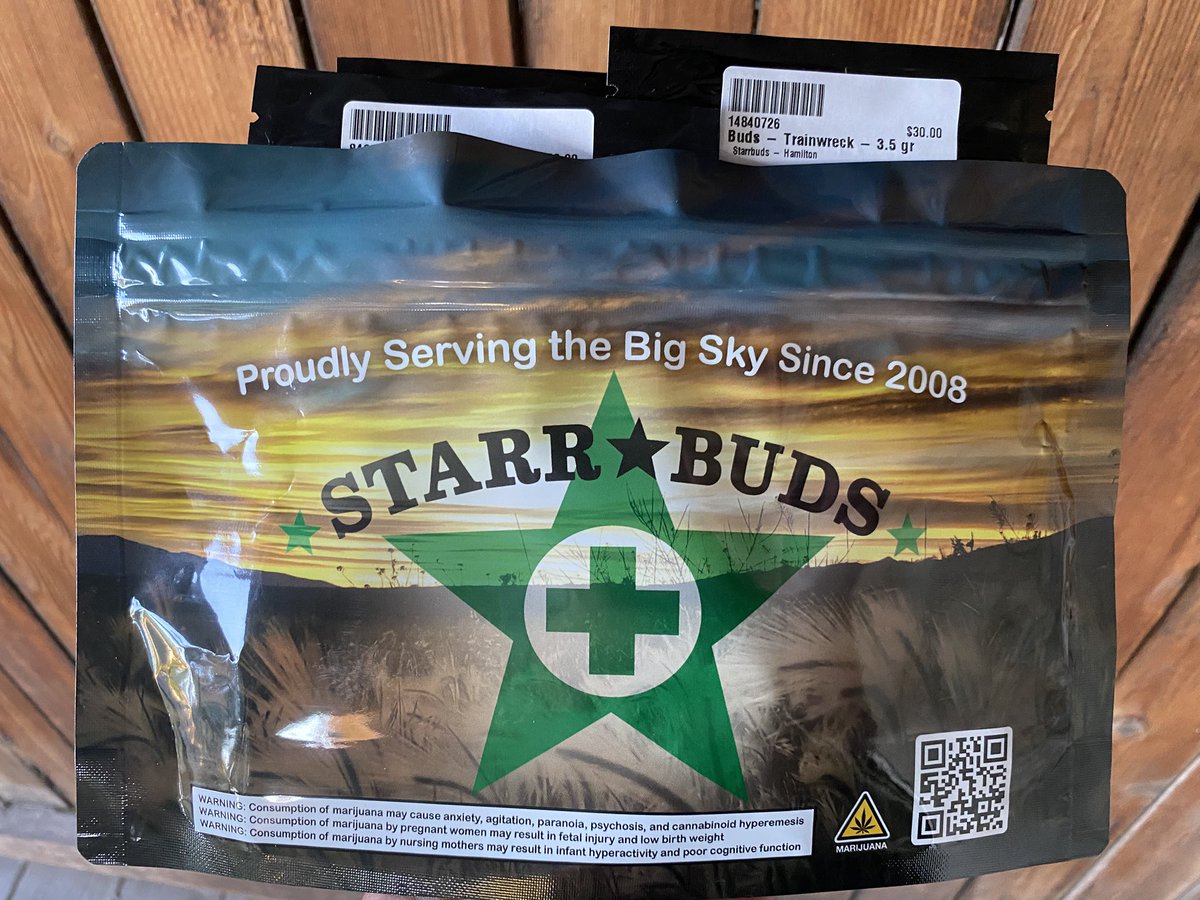 14840726
$30.00
Buds – Trainwreck – 3.5 gr
Starrbuds – Hamilton
Proudly Serving the Big Sky Since 2008
STARR★BUDS
WARNING: Consumption of marijuana may cause anxiety, agitation, paranoia, psychosis, and cannabinoid hyperemesis
WARNING: Consumption of marijuana by pregnant women may result in fetal injury and low birth weight
WARNING: Consumption of marijuana by nursing mothers may result in infant hyperactivity and poor cognitive function
MARIJUANA